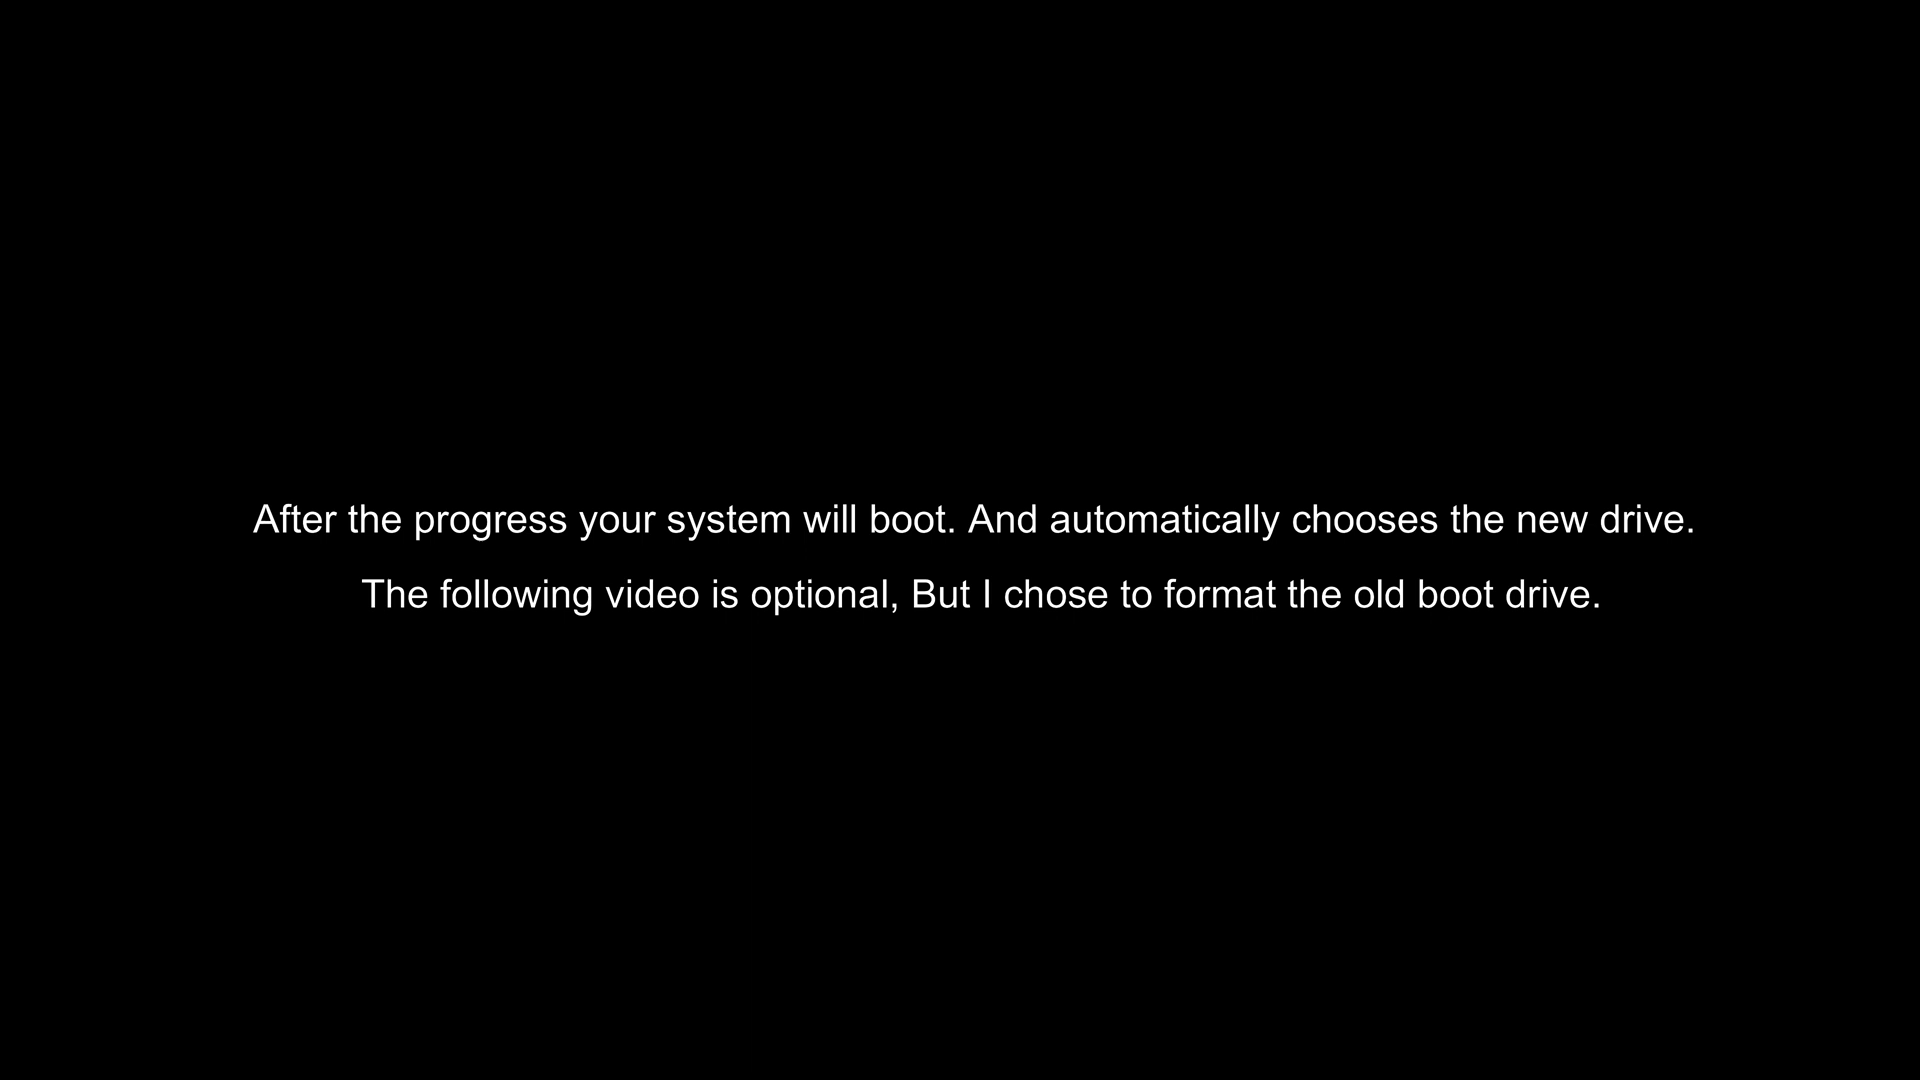 After the progress your system will boot. And automatically chooses the new drive.
The following video is optional, But I chose to format the old boot drive.